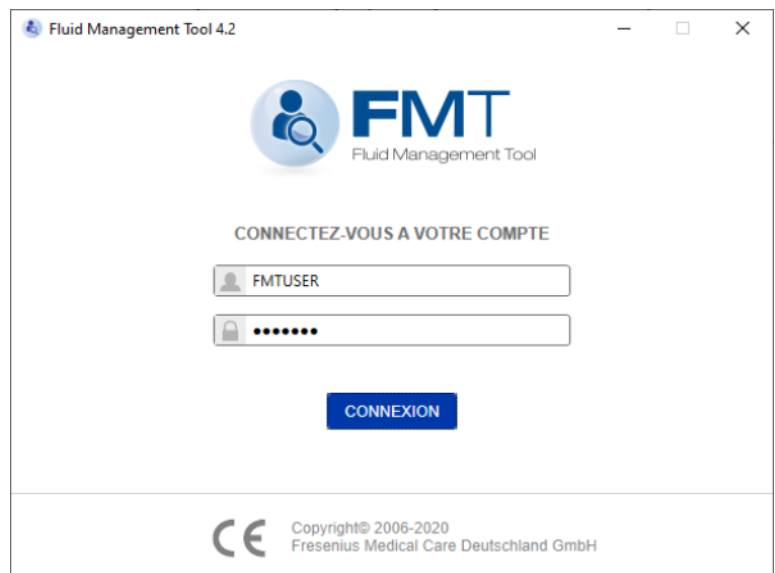 Fluid Management Tool 4.2
FMT
Fluid Management Tool
CONNECTEZ-VOUS A VOTRE COMPTE
FMTUSER
•••••••
CONNEXION
CE
Copyright© 2006-2020
Fresenius Medical Care Deutschland GmbH